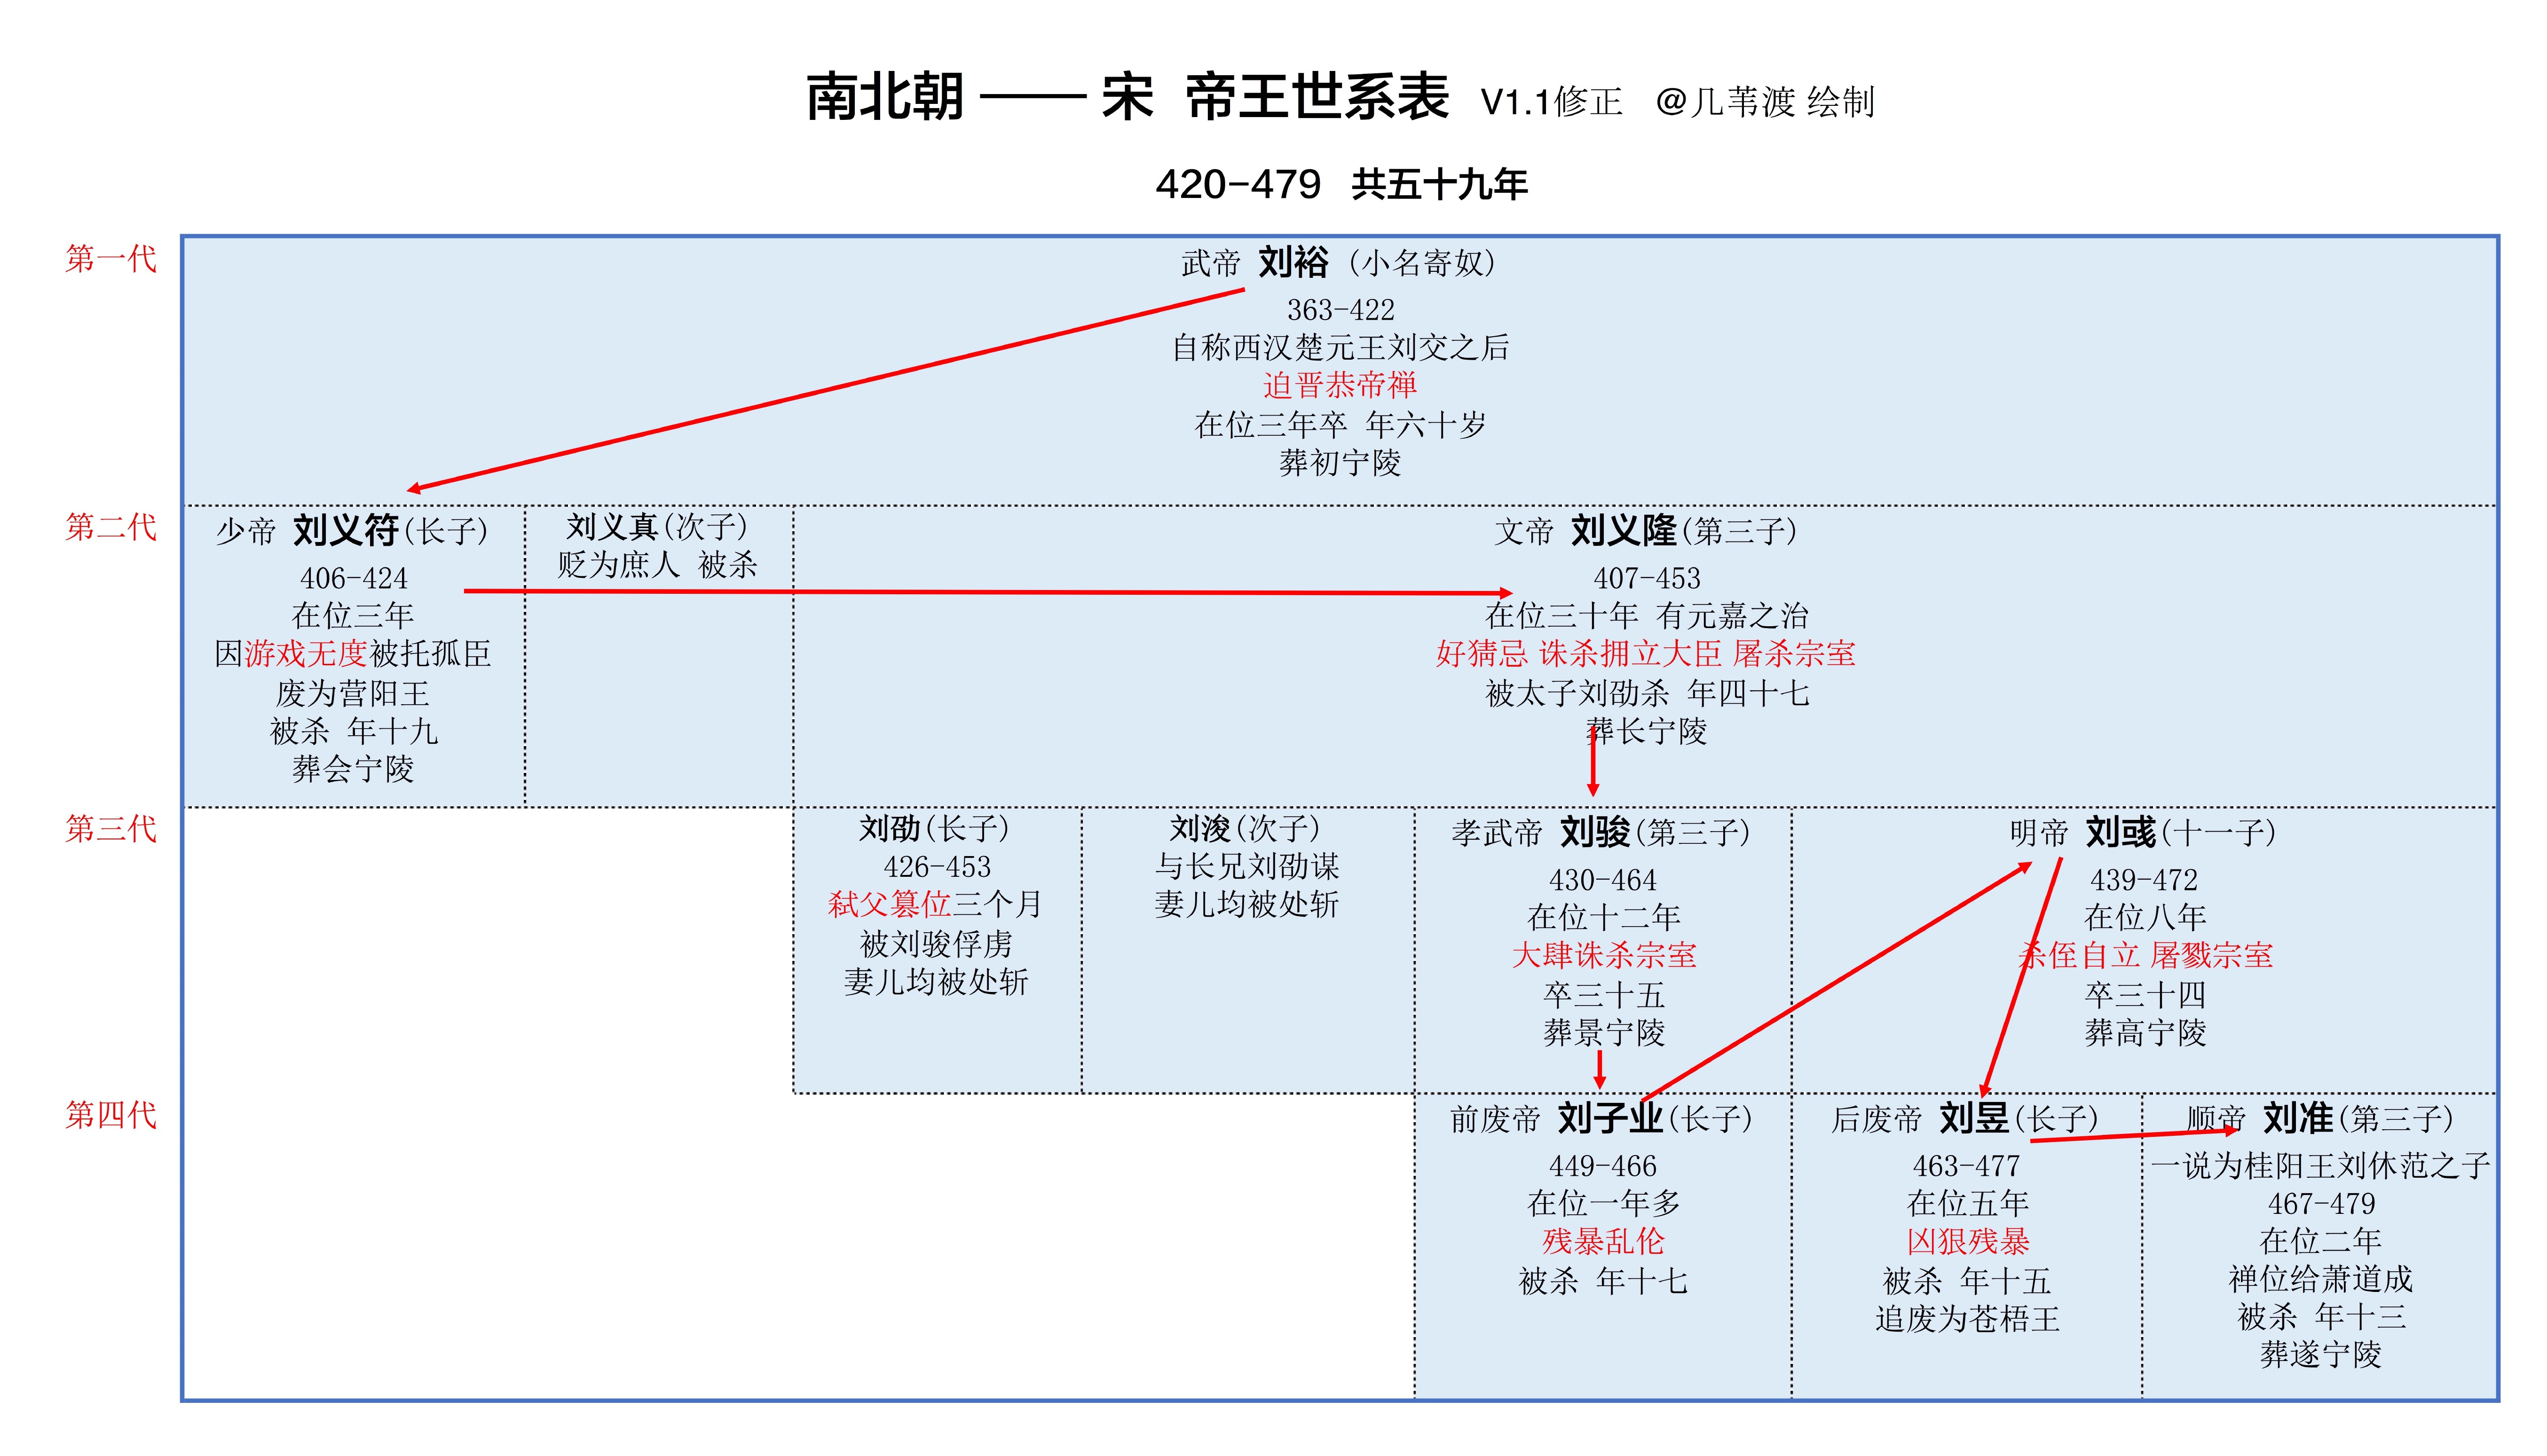 南北朝 —— 宋 帝王世系表 V1.1修正 @几苇渡 绘制
420-479 共五十九年
第一代
武帝 刘裕 (小名寄奴)
363-422
自称西汉楚元王刘交之后
迫晋恭帝禅
在位三年卒 年六十岁
葬初宁陵
第二代
少帝 刘义符(长子)
406-424
在位三年
因游戏无度被托孤臣
废为营阳王
被杀 年十九
葬会宁陵
刘义真(次子)
贬为庶人 被杀
文帝 刘义隆(第三子)
407-453
在位三十年 有元嘉之治
好猜忌 诛杀拥立大臣 屠杀宗室
被太子刘劭杀 年四十七
葬长宁陵
第三代
刘劭(长子)
426-453
弑父篡位三个月
被刘骏俘虏
妻儿均被处斩
刘浚(次子)
与长兄刘劭谋
妻儿均被处斩
孝武帝 刘骏(第三子)
430-464
在位十二年
大肆诛杀宗室
卒三十五
葬景宁陵
明帝 刘彧(十一子)
439-472
在位八年
杀侄自立 屠戮宗室
卒三十四
葬高宁陵
第四代
前废帝 刘子业(长子)
449-466
在位一年多
残暴乱伦
被杀 年十七
后废帝 刘昱(长子)
463-477
在位五年
凶狠残暴
被杀 年十五
追废为苍梧王
顺帝 刘准(第三子)
一说为桂阳王刘休范之子
467-479
在位二年
禅位给萧道成
被杀 年十三
葬遂宁陵